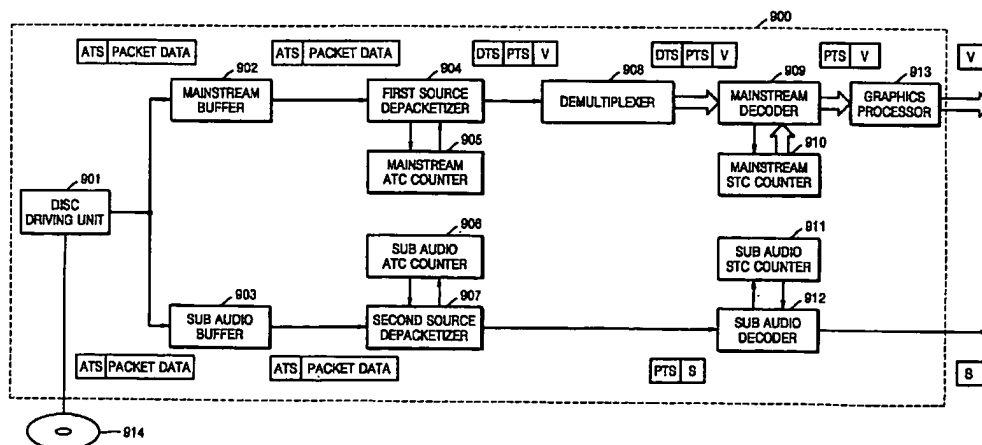 900
ATS PACKET DATA
ATS PACKET DATA
DTS PTS V
DTS PTS V
PTS V
V
902
MAINSTREAM
BUFFER
904
FIRST SOURCE
DEPACKETIZER
908
DEMULTIPLEXER
909
MAINSTREAM
DECODER
913
GRAPHICS
PROCESSOR
905
MAINSTREAM
ATC COUNTER
910
MAINSTREAM
STC COUNTER
901
DISC
DRIVING UNIT
906
SUB AUDIO
ATC COUNTER
911
SUB AUDIO
STC COUNTER
903
SUB AUDIO
BUFFER
907
SECOND SOURCE
DEPACKETIZER
912
SUB AUDIO
DECODER
ATS PACKET DATA
ATS PACKET DATA
PTS S
S
914